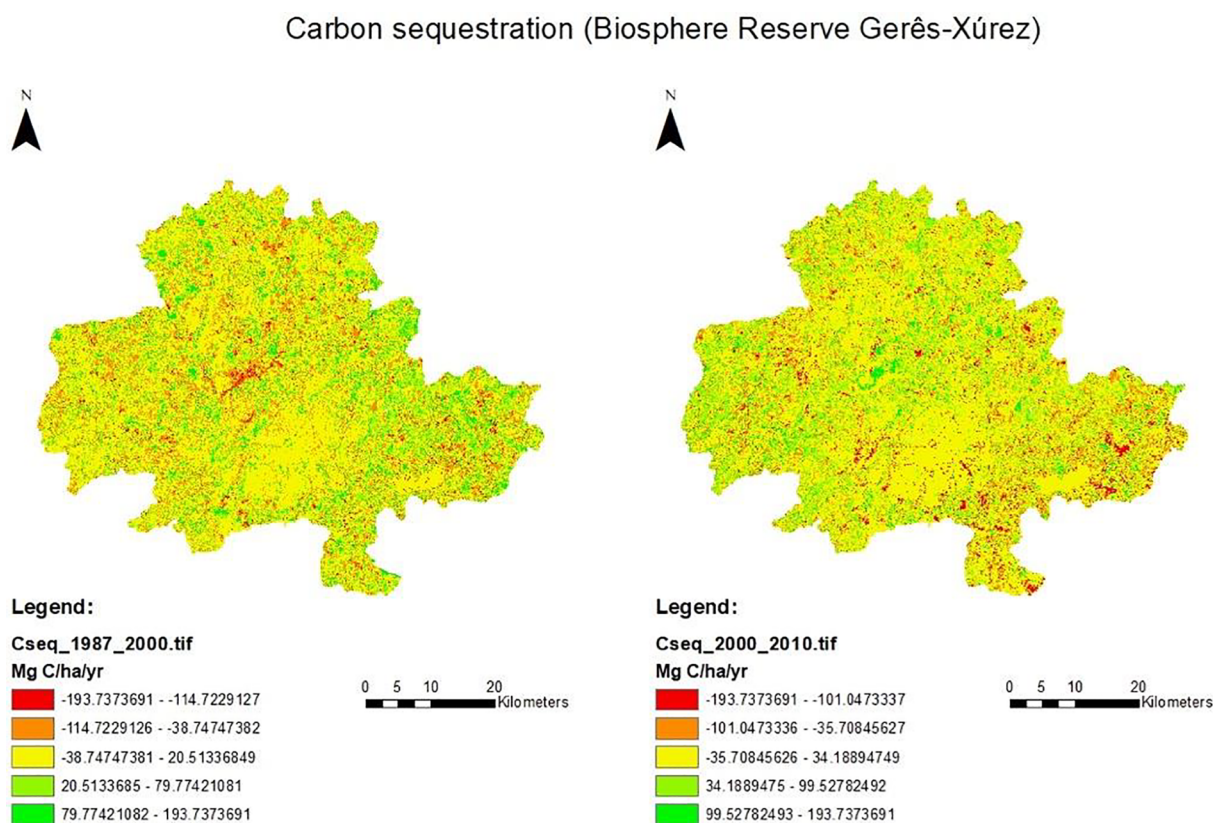 Carbon sequestration (Biosphere Reserve Gerês-Xúrez)
N
N
Legend:
Cseq_1987_2000.tif
Mg C/ha/yr
-193.7373691 - -114.7229127
-114.7229126 - -38.74747382
-38.74747381 - 20.51336849
20.5133685 - 79.77421081
79.77421082 - 193.7373691
0 5 10 20
Kilometers
Legend:
Cseq_2000_2010.tif
Mg C/ha/yr
-193.7373691 - -101.0473337
-101.0473336 - -35.70845627
-35.70845626 - 34.18894749
34.1889475 - 99.52782492
99.52782493 - 193.7373691
0 5 10 20
Kilometers